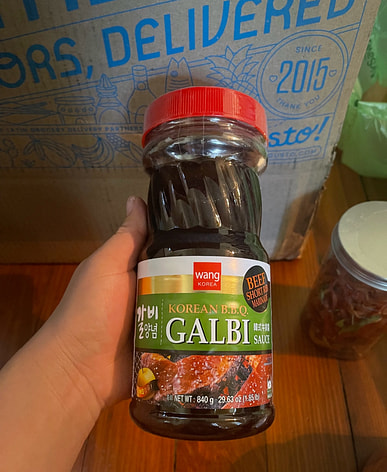 ORS, DELIVERED
SINCE
2015
THANK YOU
sto!
wang
KOREA
BEEF
SHORT RIB
MARINADE
KOREAN B.B.Q.
갈비
양념
GALBI
SAUCE
NET WT : 840 g - 29.63 oz (1.85 lb)